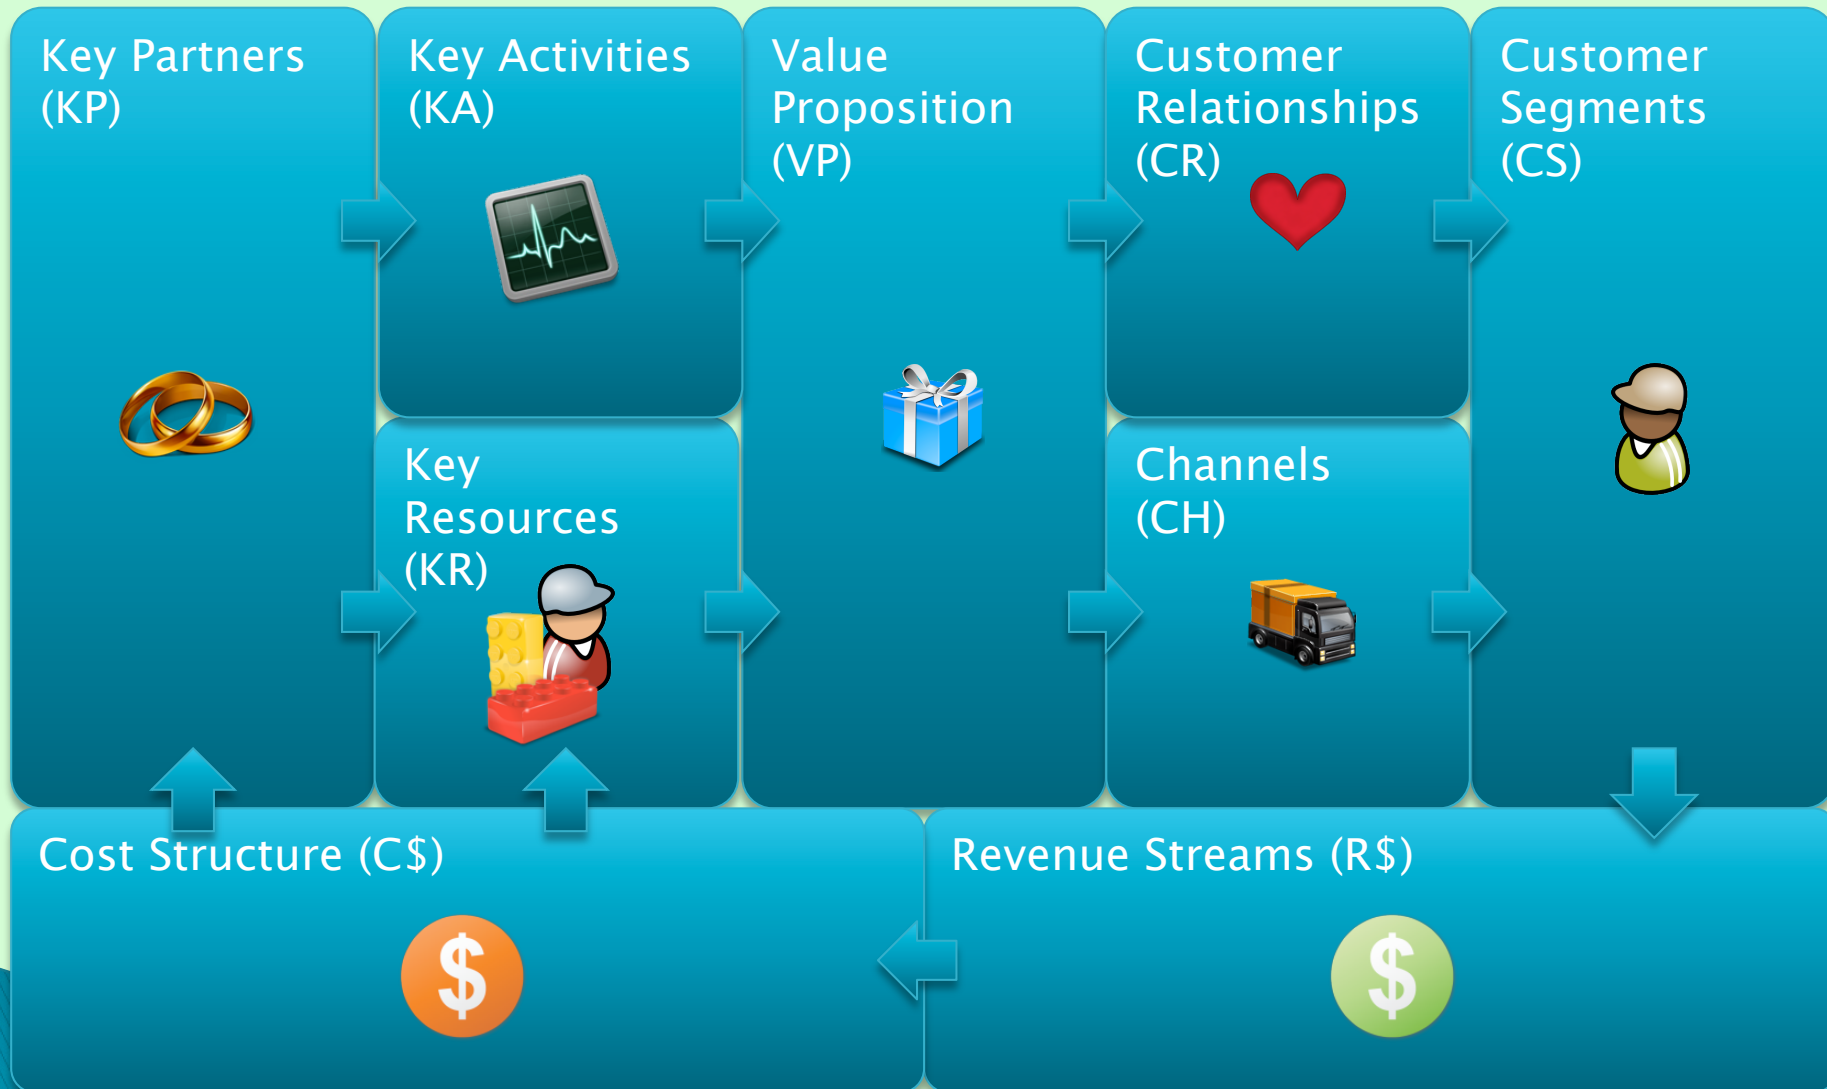 Key Partners
(KP)
Key Activities
(KA)
Value
Proposition
(VP)
Customer
Relationships
(CR)
Customer
Segments
(CS)
Key
Resources
(KR)
Channels
(CH)
Cost Structure (C$)
Revenue Streams (R$)
$
$